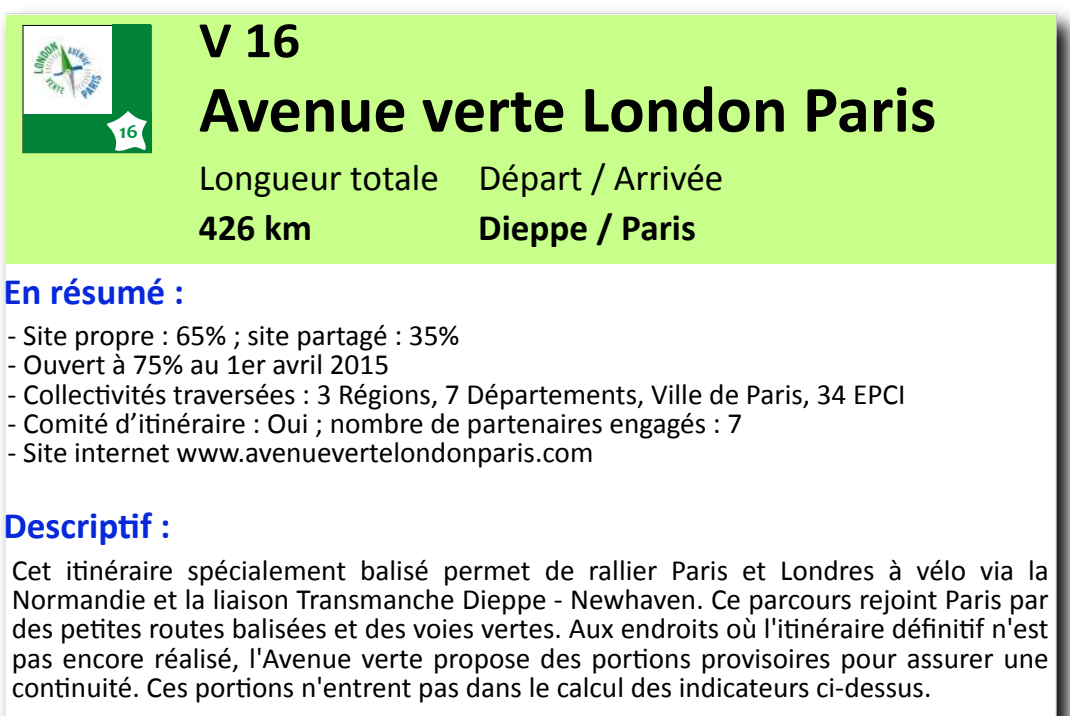 LONDON AVENUE VERTE PARIS
16
V 16
Avenue verte London Paris
Longueur totale Départ / Arrivée
426 km Dieppe / Paris
En résumé :
- Site propre : 65% ; site partagé : 35%
- Ouvert à 75% au 1er avril 2015
- Collectivités traversées : 3 Régions, 7 Départements, Ville de Paris, 34 EPCI
- Comité d'itinéraire : Oui ; nombre de partenaires engagés : 7
- Site internet www.avenuevertelondonparis.com
Descriptif :
Cet itinéraire spécialement balisé permet de rallier Paris et Londres à vélo via la
Normandie et la liaison Transmanche Dieppe - Newhaven. Ce parcours rejoint Paris par
des petites routes balisées et des voies vertes. Aux endroits où l'itinéraire définitif n'est
pas encore réalisé, l'Avenue verte propose des portions provisoires pour assurer une
continuité. Ces portions n'entrent pas dans le calcul des indicateurs ci-dessus.